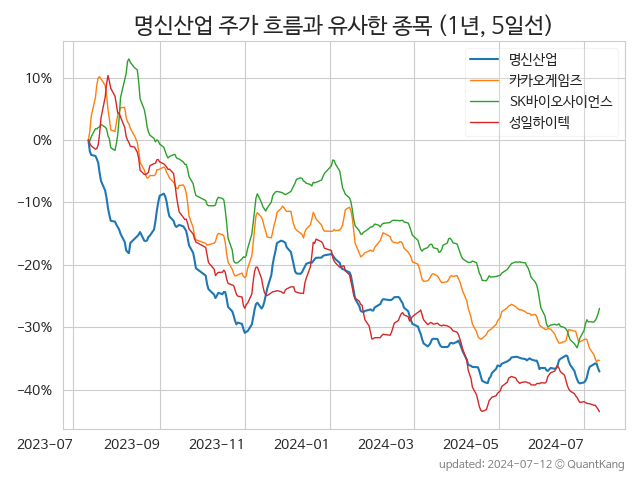 명신산업 주가 흐름과 유사한 종목 (1년, 5일선)
명신산업
카카오게임즈
SK바이오사이언스
성일하이텍
10%
0%
−10%
−20%
−30%
−40%
2023-07 2023-09 2023-11 2024-01 2024-03 2024-05 2024-07
updated: 2024-07-12 © QuantKang